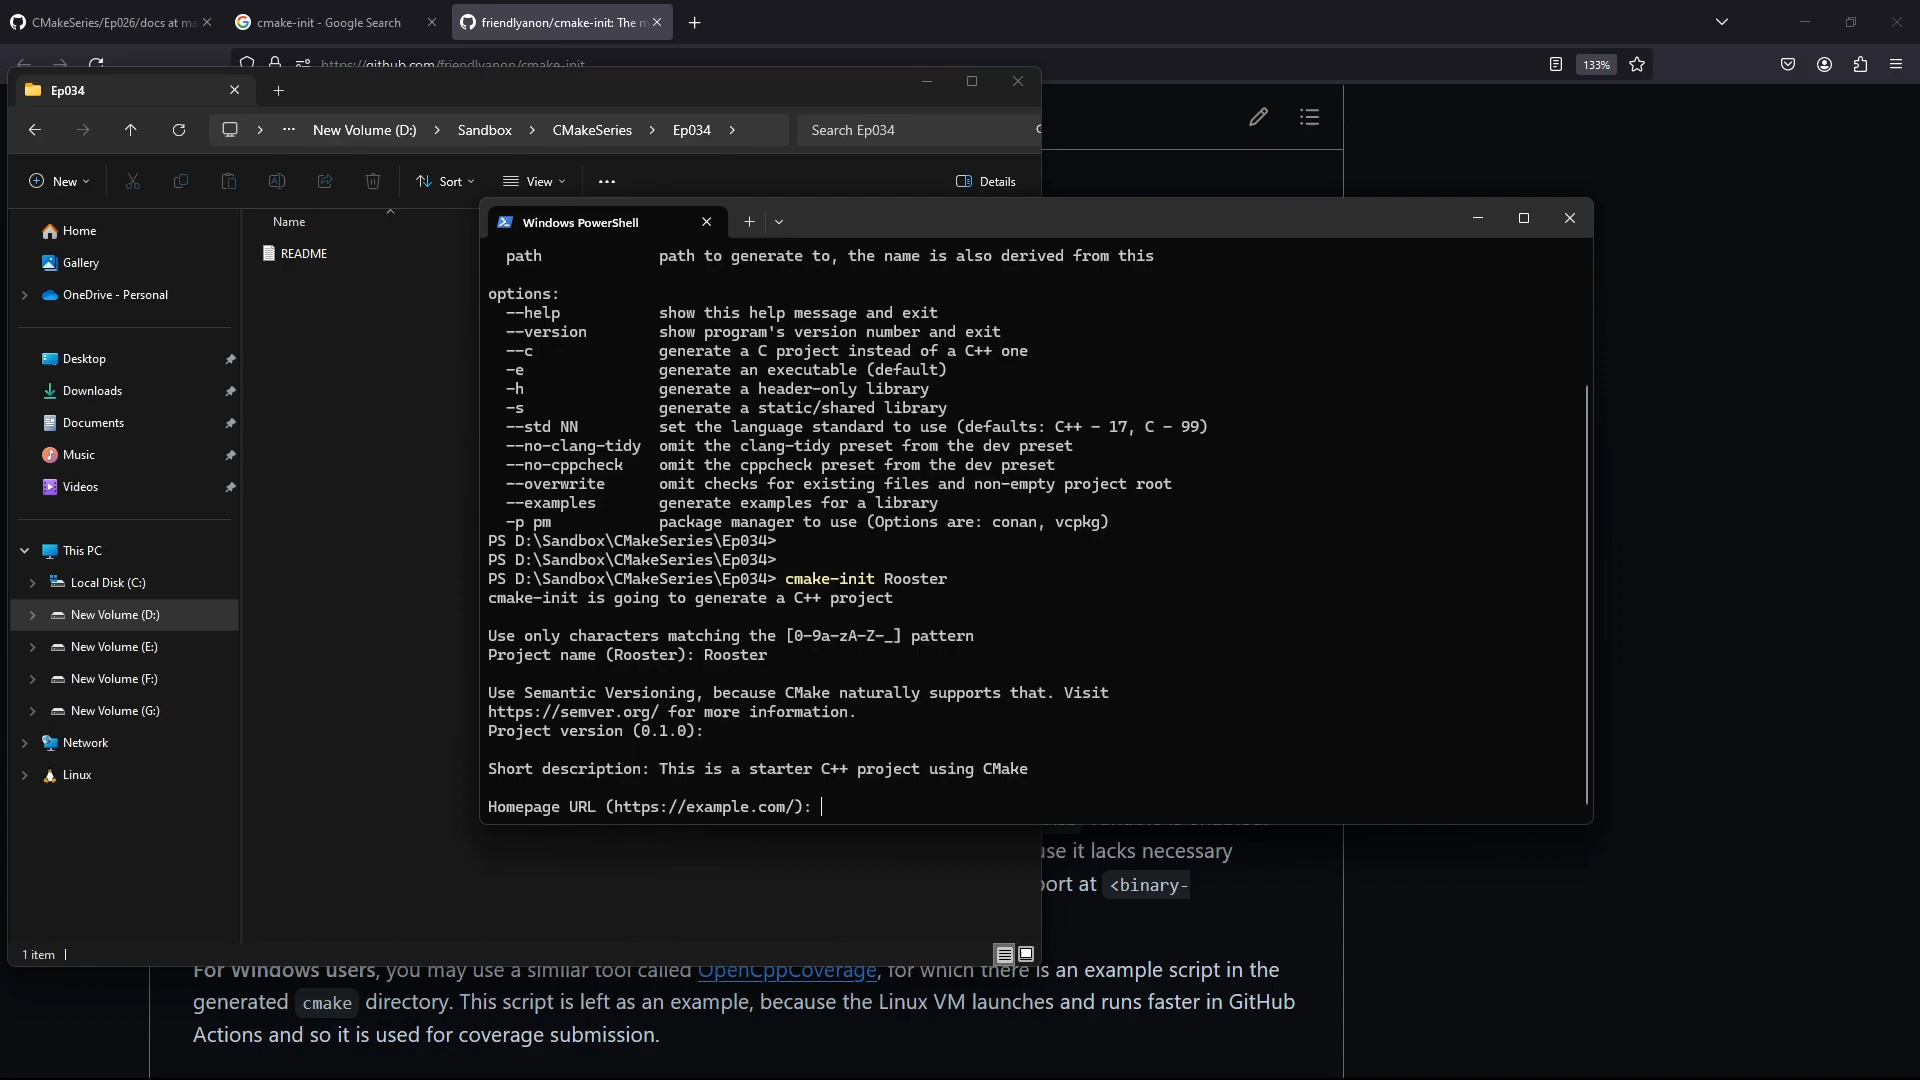 CMakeSeries/Ep026/docs at ma
cmake-init - Google Search
friendlyanon/cmake-init: The m
https://github.com/friendlyanon/cmake-init
133%
Ep034
New Volume (D:)
Sandbox
CMakeSeries
Ep034
Search Ep034
New
Sort
View
Details
Home
Gallery
OneDrive - Personal
Desktop
Downloads
Documents
Music
Videos
This PC
Local Disk (C:)
New Volume (D:)
New Volume (E:)
New Volume (F:)
New Volume (G:)
Network
Linux
Name
README
1 item
Windows PowerShell
path path to generate to, the name is also derived from this
options:
--help show this help message and exit
--version show program's version number and exit
--c generate a C project instead of a C++ one
-e generate an executable (default)
-h generate a header-only library
-s generate a static/shared library
--std NN set the language standard to use (defaults: C++ - 17, C - 99)
--no-clang-tidy omit the clang-tidy preset from the dev preset
--no-cppcheck omit the cppcheck preset from the dev preset
--overwrite omit checks for existing files and non-empty project root
--examples generate examples for a library
-p pm package manager to use (Options are: conan, vcpkg)
PS D:\Sandbox\CMakeSeries\Ep034>
PS D:\Sandbox\CMakeSeries\Ep034>
PS D:\Sandbox\CMakeSeries\Ep034> cmake-init Rooster
cmake-init is going to generate a C++ project
Use only characters matching the [0-9a-zA-Z-_] pattern
Project name (Rooster): Rooster
Use Semantic Versioning, because CMake naturally supports that. Visit
https://semver.org/ for more information.
Project version (0.1.0):
Short description: This is a starter C++ project using CMake
Homepage URL (https://example.com/):
use it lacks necessary
port at <binary-
For Windows users, you may use a similar tool called OpenCppCoverage, for which there is an example script in the
generated cmake directory. This script is left as an example, because the Linux VM launches and runs faster in GitHub
Actions and so it is used for coverage submission.